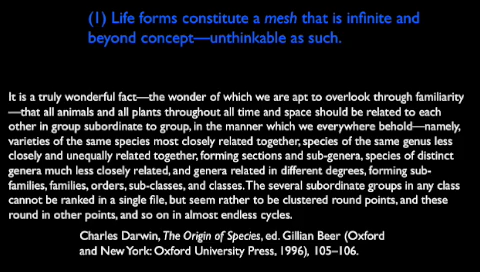 (1) Life forms constitute a mesh that is infinite and
beyond concept—unthinkable as such.
It is a truly wonderful fact—the wonder of which we are apt to overlook through familiarity
—that all animals and all plants throughout all time and space should be related to each
other in group subordinate to group, in the manner which we everywhere behold—namely,
varieties of the same species most closely related together, species of the same genus less
closely and unequally related together, forming sections and sub-genera, species of distinct
genera much less closely related, and genera related in different degrees, forming sub-
families, families, orders, sub-classes, and classes. The several subordinate groups in any class
cannot be ranked in a single file, but seem rather to be clustered round points, and these
round in other points, and so on in almost endless cycles.
Charles Darwin, The Origin of Species, ed. Gillian Beer (Oxford
and New York: Oxford University Press, 1996), 105–106.